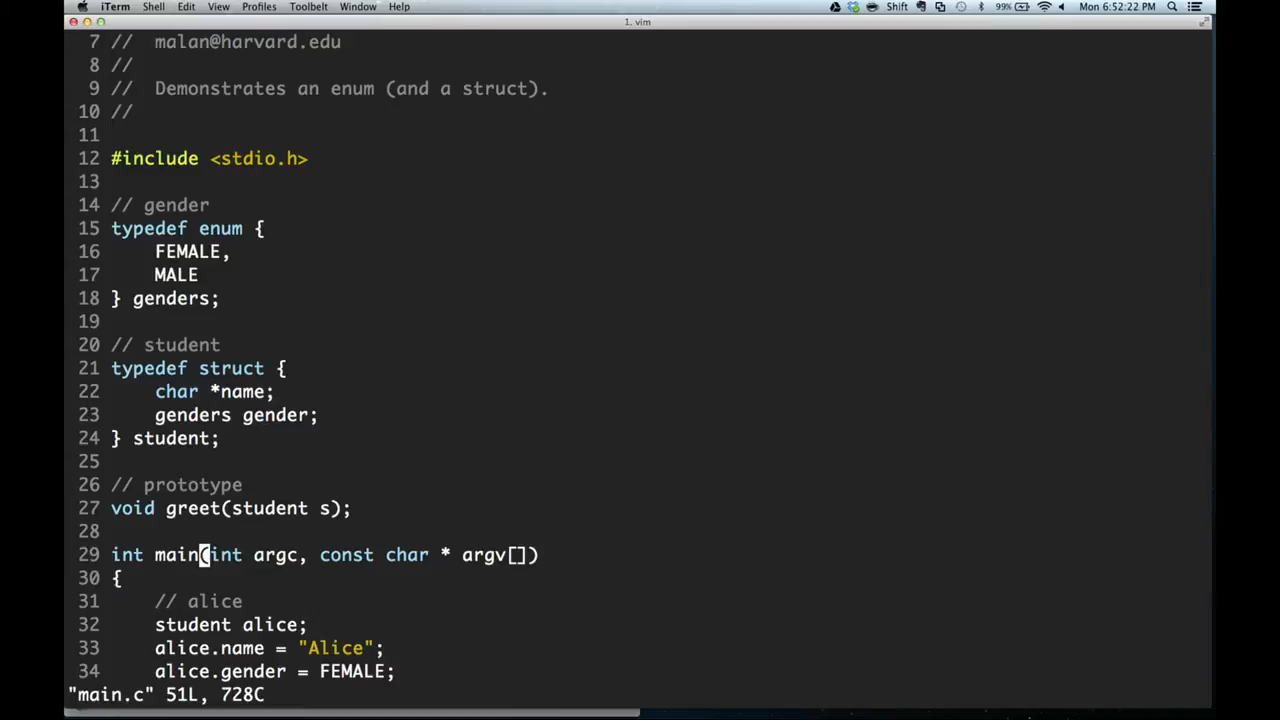 iTerm Shell Edit View Profiles Toolbelt Window Help Shift 99% Mon 6:52:22 PM
1. vim
7 //  malan@harvard.edu
8 //
9 //  Demonstrates an enum (and a struct).
10 //
11
12 #include <stdio.h>
13
14 // gender
15 typedef enum {
16     FEMALE,
17     MALE
18 } genders;
19
20 // student
21 typedef struct {
22     char *name;
23     genders gender;
24 } student;
25
26 // prototype
27 void greet(student s);
28
29 int main(int argc, const char * argv[])
30 {
31     // alice
32     student alice;
33     alice.name = "Alice";
34     alice.gender = FEMALE;
"main.c" 51L, 728C